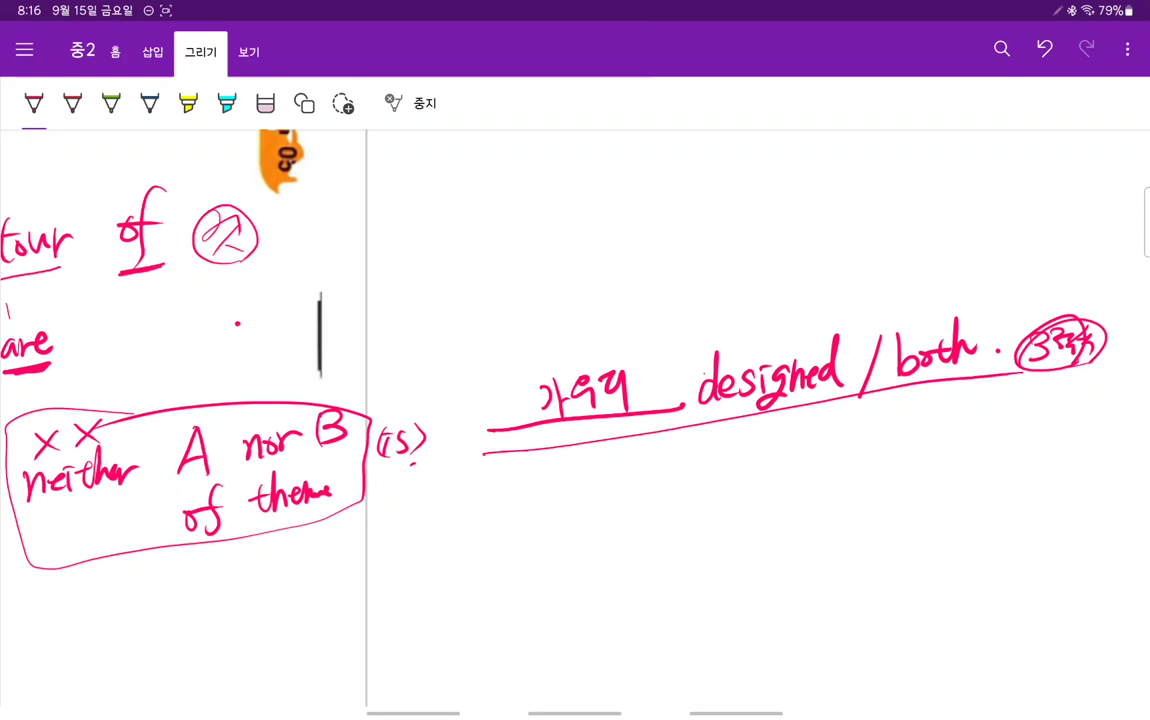 8:16 9월 15일 금요일 79%
중2 홈 삽입 그리기 보기
중지
tour of
are
neither A nor B (is)
of them
가우디 designed / both.